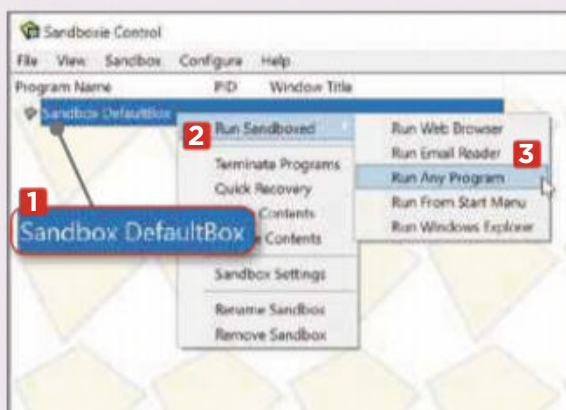 Sandboxie Control
File View Sandbox Configure Help
Program Name PID Window Title
Sandbox DefaultBox
2
Run Sandboxed
Run Web Browser
Run Email Reader
3
Run Any Program
Run From Start Menu
Run Windows Explorer
Terminate Programs
Quick Recovery
Contents
Contents
1
Sandbox DefaultBox
Sandbox Settings
Rename Sandbox
Remove Sandbox